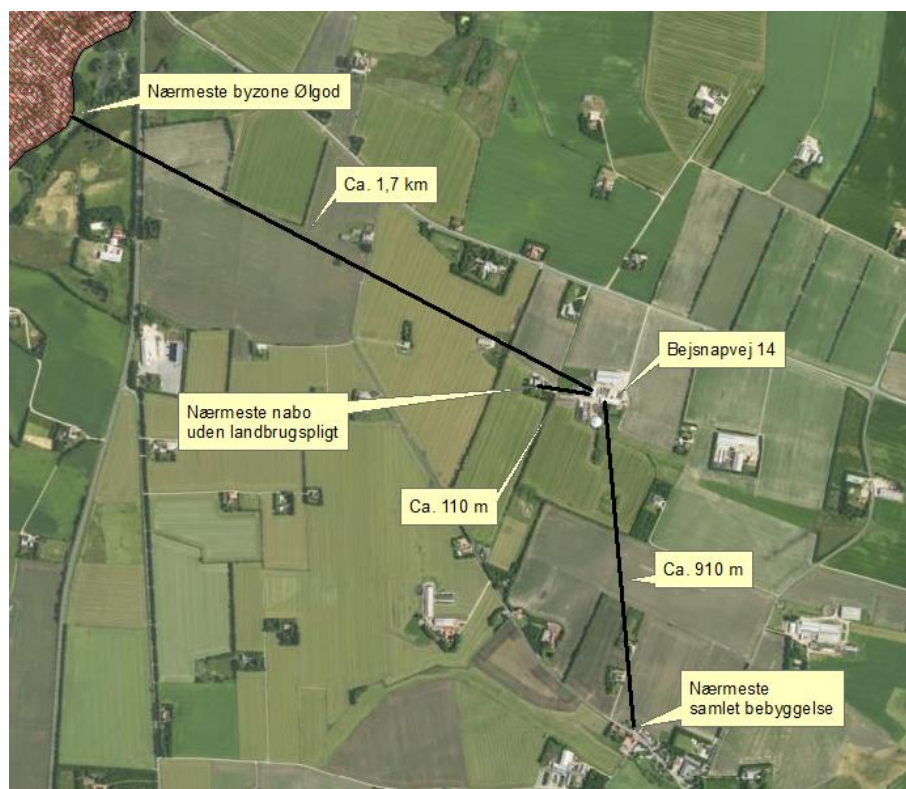 Nærmeste byzone Ølgod
Ca. 1,7 km
Bejsnapvej 14
Nærmeste nabo
uden landbrugspligt
Ca. 110 m
Ca. 910 m
Nærmeste
samlet bebyggelse